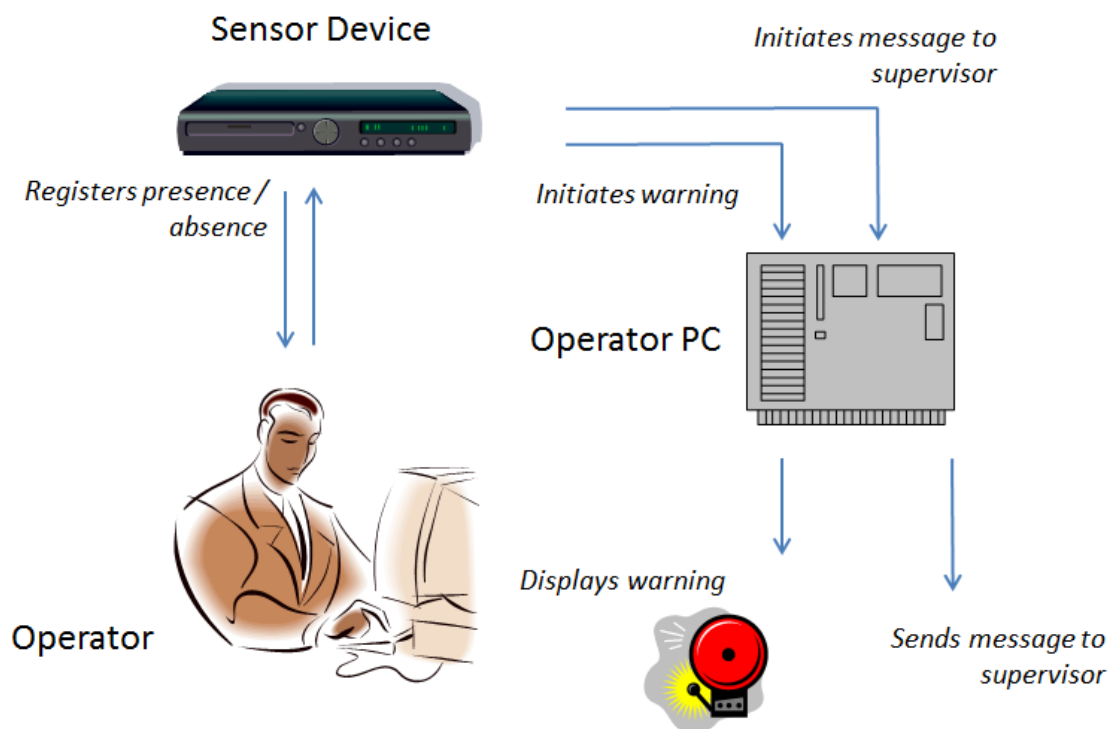 Sensor Device
Initiates message to
supervisor
Registers presence /
absence
Initiates warning
Operator PC
Displays warning
Operator
Sends message to
supervisor